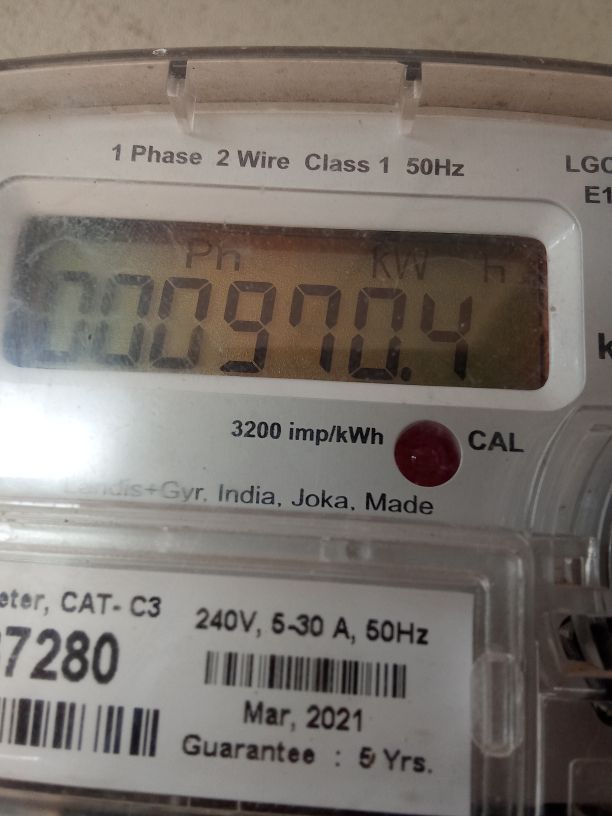 1 Phase 2 Wire Class 1 50Hz
LGC
E1
Ph kW h
000970.4
k
3200 imp/kWh
CAL
Landis+Gyr, India, Joka, Made
eter, CAT- C3
7280
240V, 5-30 A, 50Hz
Mar, 2021
Guarantee : 5 Yrs.